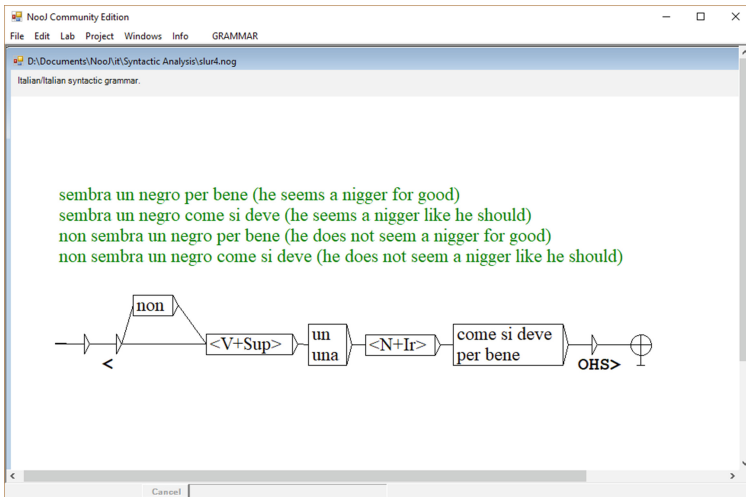 NooJ Community Edition
File Edit Lab Project Windows Info GRAMMAR
D:\Documents\NooJ\it\Syntactic Analysis\slur4.nog
Italian/Italian syntactic grammar.
sembra un negro per bene (he seems a nigger for good)
sembra un negro come si deve (he seems a nigger like he should)
non sembra un negro per bene (he does not seem a nigger for good)
non sembra un negro come si deve (he does not seem a nigger like he should)
non
<V+Sup>
un
una
<N+Ir>
come si deve
per bene
<
OHS>
Cancel